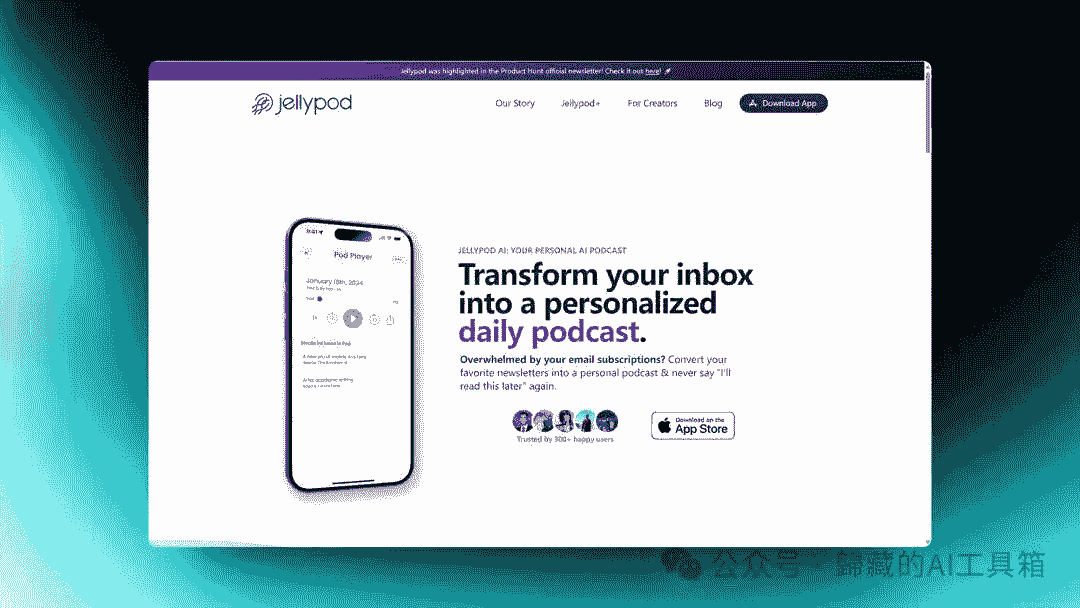 Jellypod was highlighted in the Product Hunt official newsletter! Check it out here! 🚀
jellypod
Our Story
Jellypod+
For Creators
Blog
Download App
9:41
Pod Player
January 18th, 2024
1x
JELLYPOD AI: YOUR PERSONAL AI PODCAST
Transform your inbox
into a personalized
daily podcast.
Overwhelmed by your email subscriptions? Convert your
favorite newsletters into a personal podcast & never say "I'll
read this later" again.
Trusted by 300+ happy users
Download on the
App Store
公众号 · 歸藏的AI工具箱